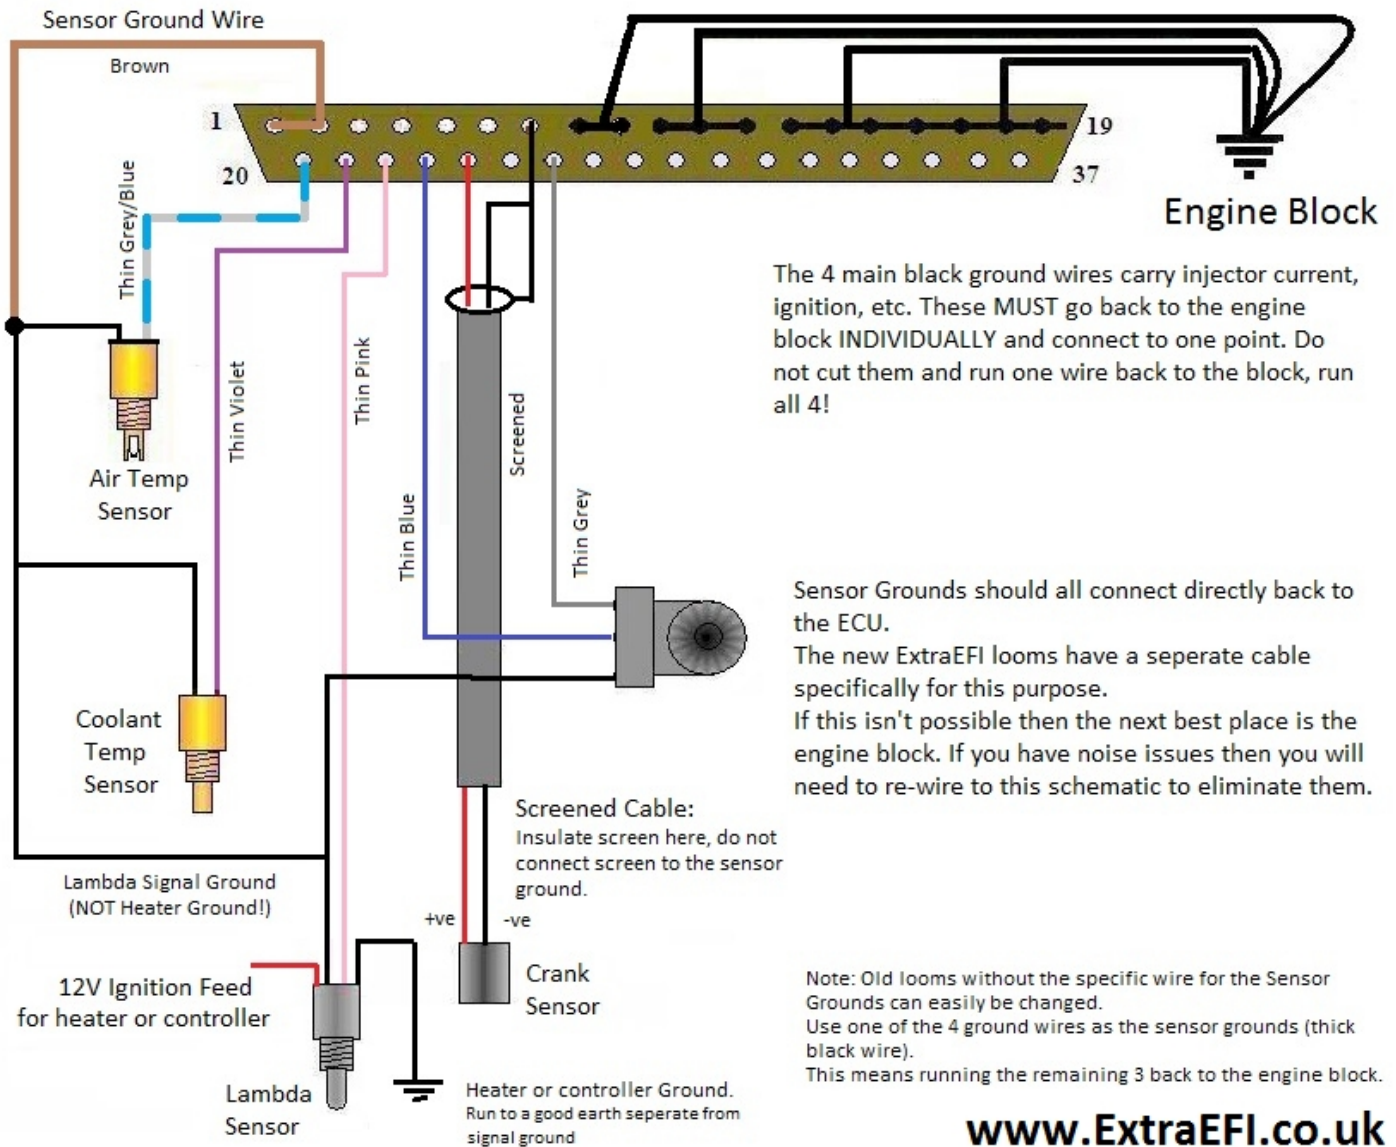 Sensor Ground Wire
Brown
1
19
20
37
Engine Block
Thin Grey/Blue
The 4 main black ground wires carry injector current,
ignition, etc. These MUST go back to the engine
block INDIVIDUALLY and connect to one point. Do
not cut them and run one wire back to the block, run
all 4!
Thin Violet
Thin Pink
Screened
Air Temp
Sensor
Thin Blue
Thin Grey
Sensor Grounds should all connect directly back to
the ECU.
The new ExtraEFI looms have a seperate cable
specifically for this purpose.
If this isn't possible then the next best place is the
engine block. If you have noise issues then you will
need to re-wire to this schematic to eliminate them.
Coolant
Temp
Sensor
Screened Cable:
Insulate screen here, do not
connect screen to the sensor
ground.
Lambda Signal Ground
(NOT Heater Ground!)
+ve
-ve
Crank
Sensor
12V Ignition Feed
for heater or controller
Note: Old looms without the specific wire for the Sensor
Grounds can easily be changed.
Use one of the 4 ground wires as the sensor grounds (thick
black wire).
This means running the remaining 3 back to the engine block.
Lambda
Sensor
Heater or controller Ground.
Run to a good earth seperate from
signal ground
www.ExtraEFI.co.uk